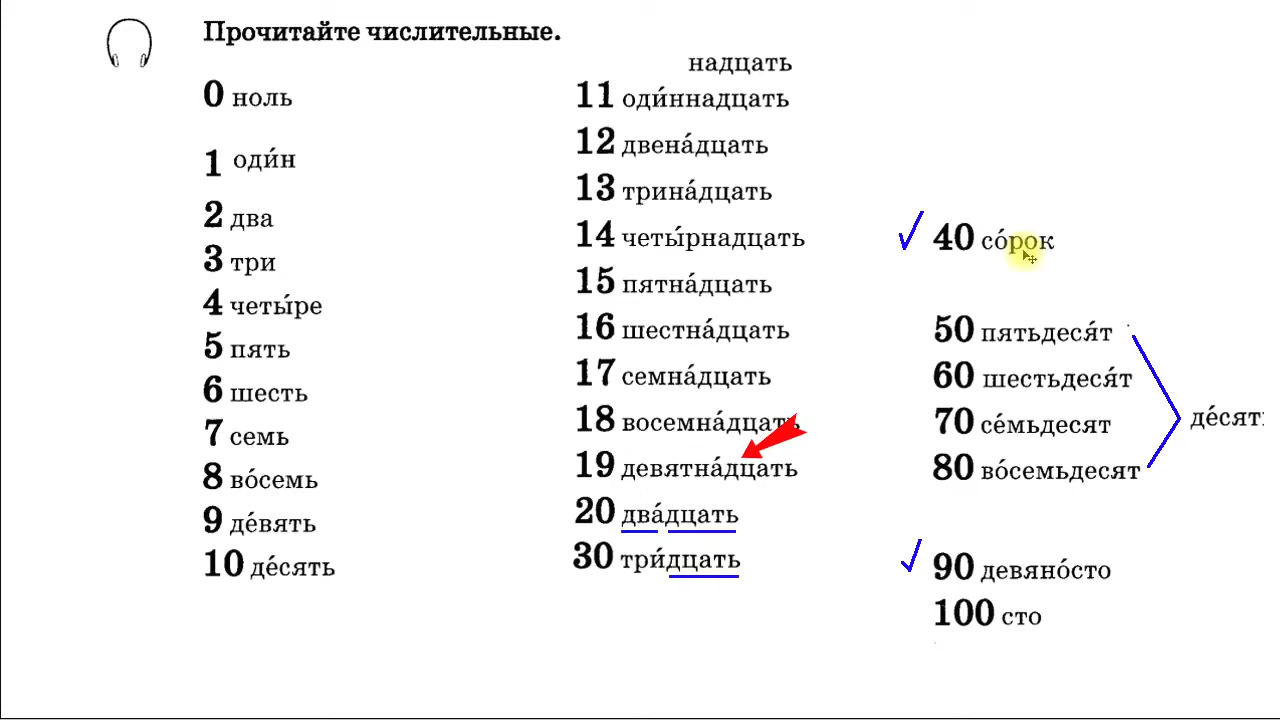 Прочитайте числительные.
0 ноль
1 оди́н
2 два
3 три
4 четы́ре
5 пять
6 шесть
7 семь
8 во́семь
9 де́вять
10 де́сять
надцать
11 оди́ннадцать
12 двена́дцать
13 трина́дцать
14 четы́рнадцать
15 пятна́дцать
16 шестна́дцать
17 семна́дцать
18 восемна́дцать
19 девятна́дцать
20 два́дцать
30 три́дцать
40 со́рок
50 пятьдеся́т
60 шестьдеся́т
70 се́мьдесят
80 во́семьдесят
де́сят
90 девяно́сто
100 сто